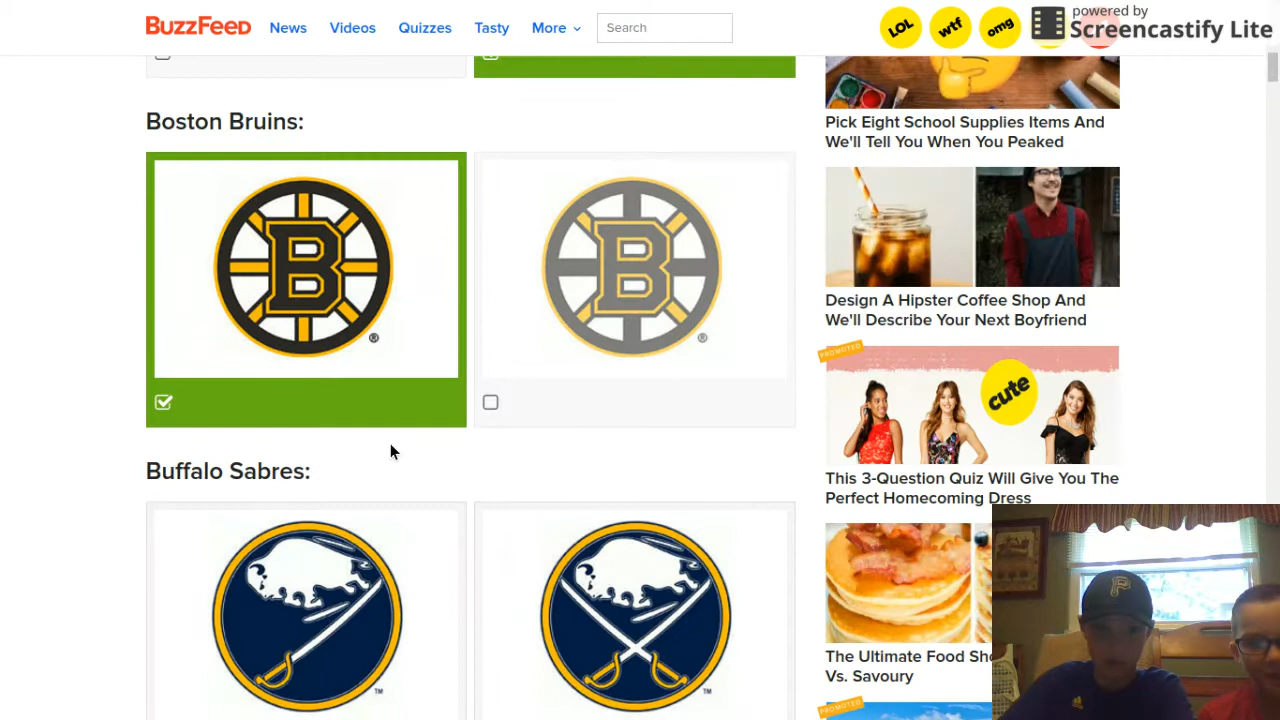 BuzzFeed News Videos Quizzes Tasty More Search LOL wtf omg
powered by
Screencastify Lite
Pick Eight School Supplies Items And
We'll Tell You When You Peaked
Boston Bruins:
B ®
B ®
Design A Hipster Coffee Shop And
We'll Describe Your Next Boyfriend
PROMOTED
cute
This 3-Question Quiz Will Give You The
Perfect Homecoming Dress
Buffalo Sabres:
TM
TM
The Ultimate Food
Vs. Savoury
PROMOTED
P